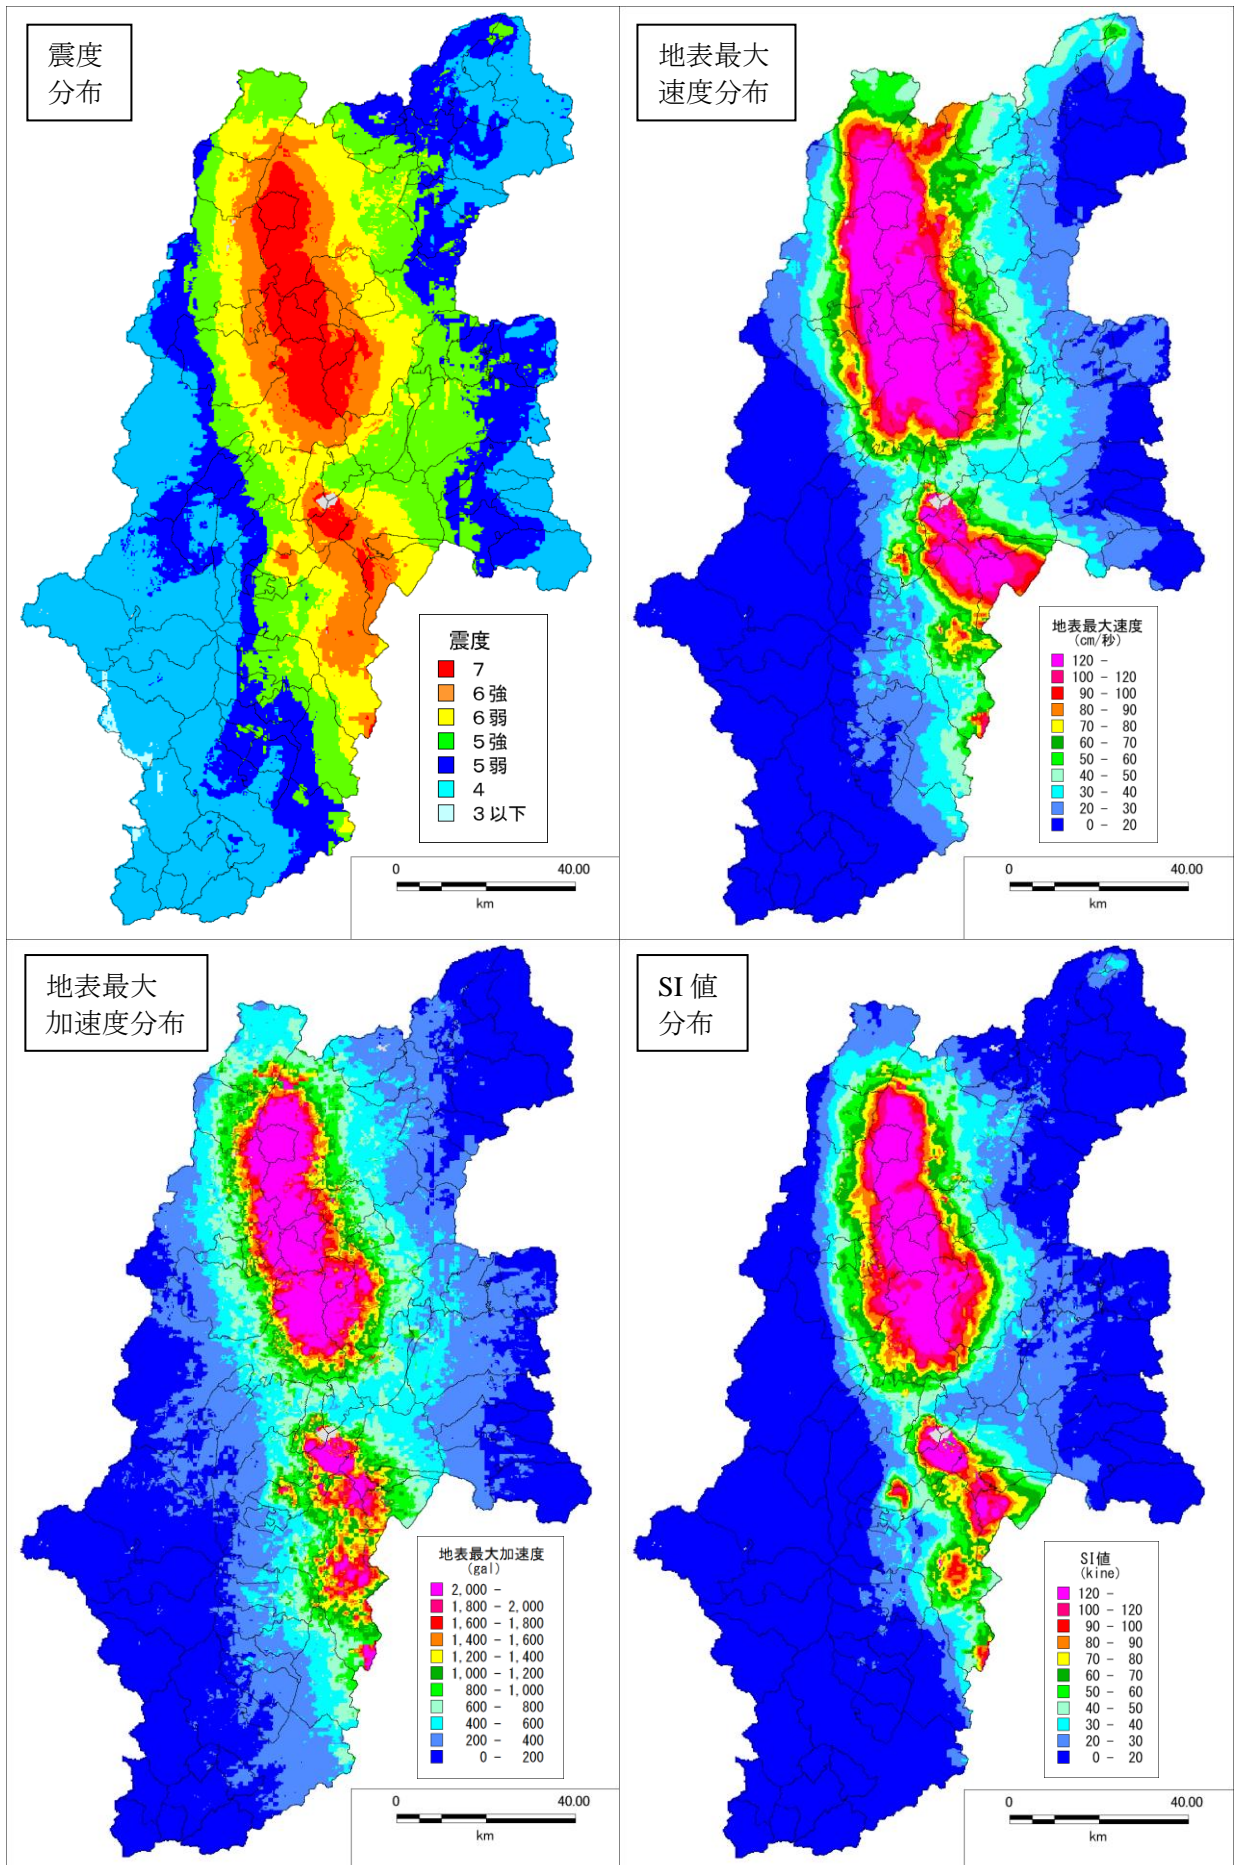 震度
分布
震度
7
6強
6弱
5強
5弱
4
3以下
0 40.00
km
地表最大
速度分布
地表最大速度
(cm/秒)
120 -
100 - 120
90 - 100
80 - 90
70 - 80
60 - 70
50 - 60
40 - 50
30 - 40
20 - 30
0 - 20
0 40.00
km
地表最大
加速度分布
地表最大加速度
(gal)
2,000 -
1,800 - 2,000
1,600 - 1,800
1,400 - 1,600
1,200 - 1,400
1,000 - 1,200
800 - 1,000
600 - 800
400 - 600
200 - 400
0 - 200
0 40.00
km
SI 値
分布
SI値
(kine)
120 -
100 - 120
90 - 100
80 - 90
70 - 80
60 - 70
50 - 60
40 - 50
30 - 40
20 - 30
0 - 20
0 40.00
km